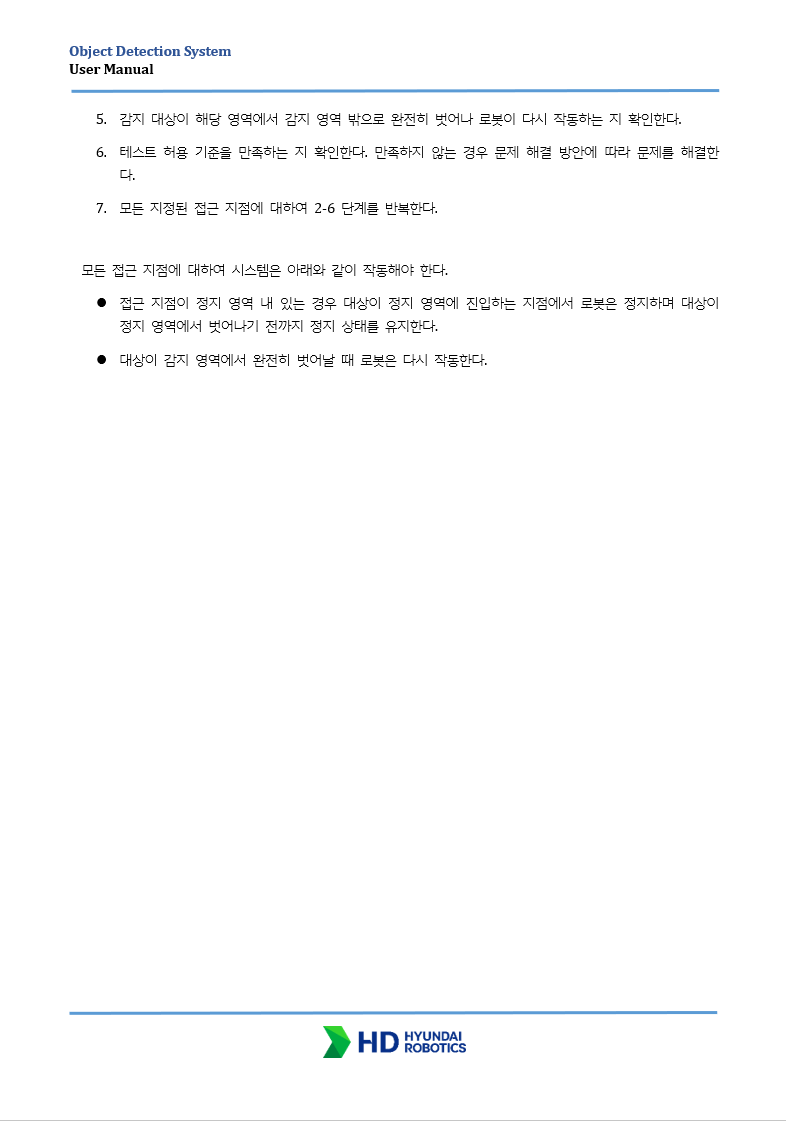 Object Detection System
User Manual
5. 감지 대상이 해당 영역에서 감지 영역 밖으로 완전히 벗어나 로봇이 다시 작동하는 지 확인한다.
6. 테스트 허용 기준을 만족하는 지 확인한다. 만족하지 않는 경우 문제 해결 방안에 따라 문제를 해결한
다.
7. 모든 지정된 접근 지점에 대하여 2-6 단계를 반복한다.
모든 접근 지점에 대하여 시스템은 아래와 같이 작동해야 한다.
● 접근 지점이 정지 영역 내 있는 경우 대상이 정지 영역에 진입하는 지점에서 로봇은 정지하며 대상이
정지 영역에서 벗어나기 전까지 정지 상태를 유지한다.
● 대상이 감지 영역에서 완전히 벗어날 때 로봇은 다시 작동한다.
HD HYUNDAI
ROBOTICS